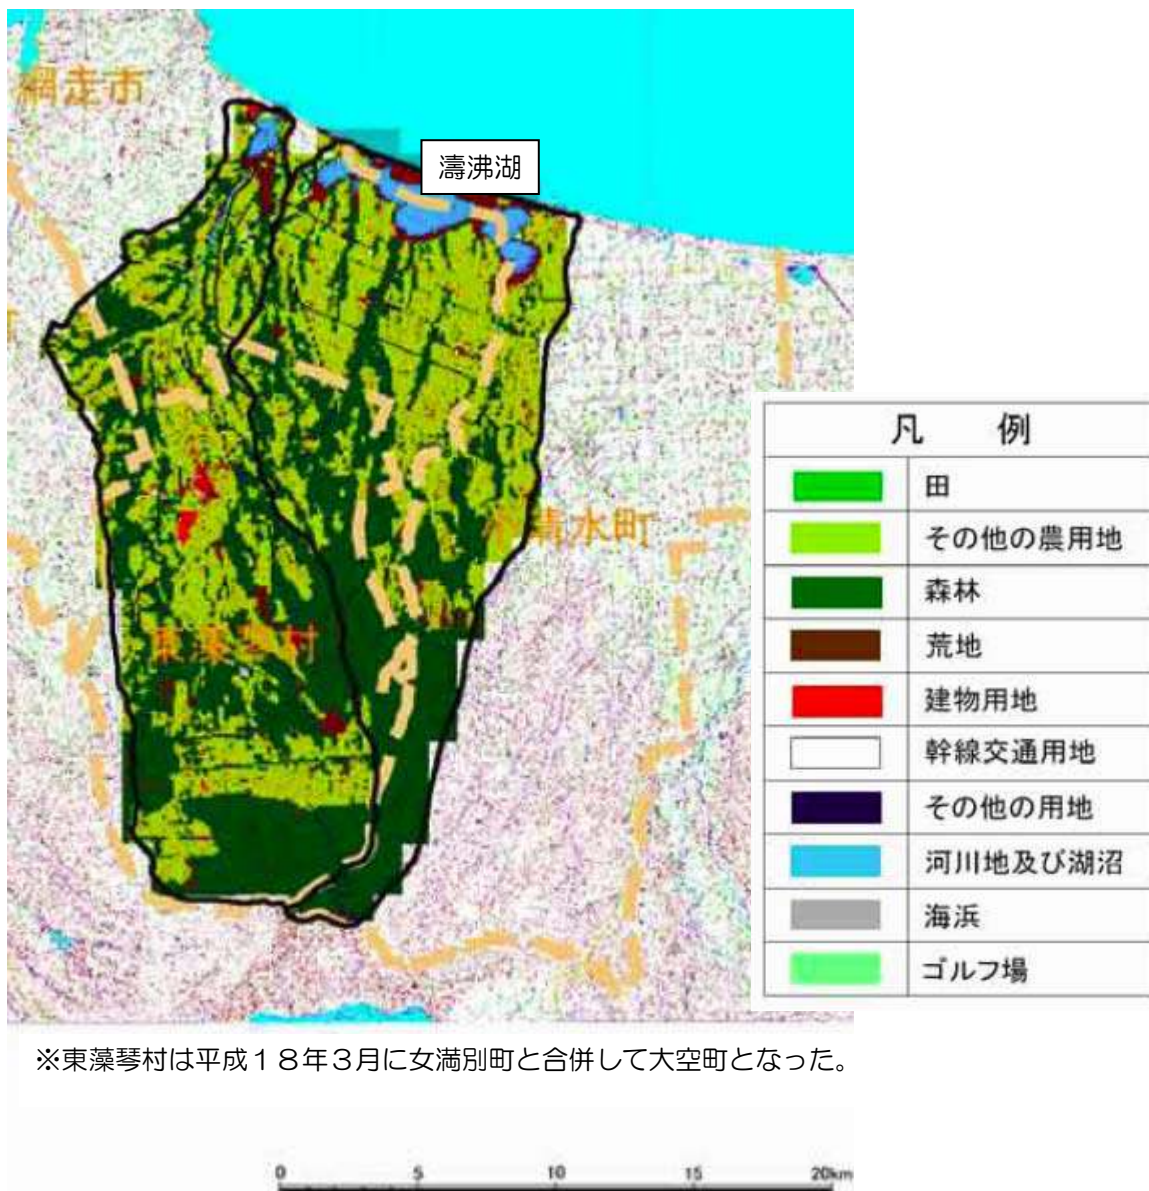 網走市
濤沸湖
小清水町
東藻琴村
凡 例
田
その他の農用地
森林
荒地
建物用地
幹線交通用地
その他の用地
河川地及び湖沼
海浜
ゴルフ場
※東藻琴村は平成１８年３月に女満別町と合併して大空町となった。
0 5 10 15 20km